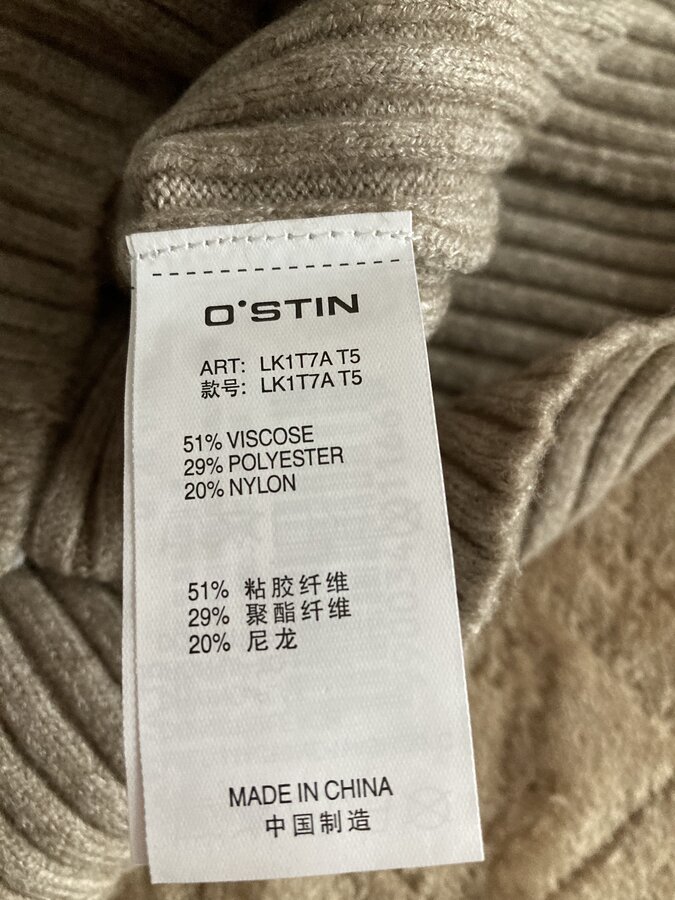 O'STIN
ART: LK1T7A T5
款号: LK1T7A T5
51% VISCOSE
29% POLYESTER
20% NYLON
51% 粘胶纤维
29% 聚酯纤维
20% 尼龙
MADE IN CHINA
中国制造